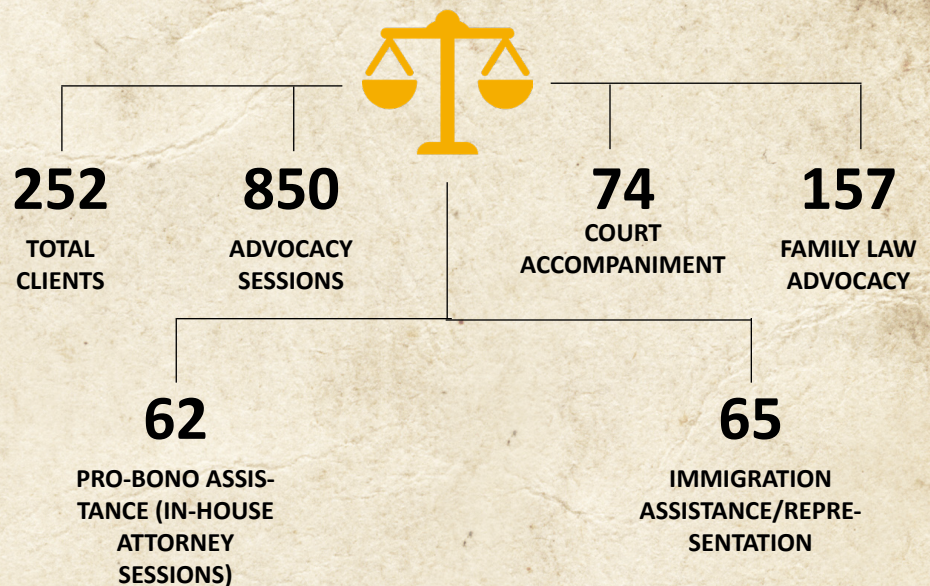 252
TOTAL
CLIENTS
850
ADVOCACY
SESSIONS
74
COURT
ACCOMPANIMENT
157
FAMILY LAW
ADVOCACY
62
PRO-BONO ASSIS-
TANCE (IN-HOUSE
ATTORNEY
SESSIONS)
65
IMMIGRATION
ASSISTANCE/REPRE-
SENTATION